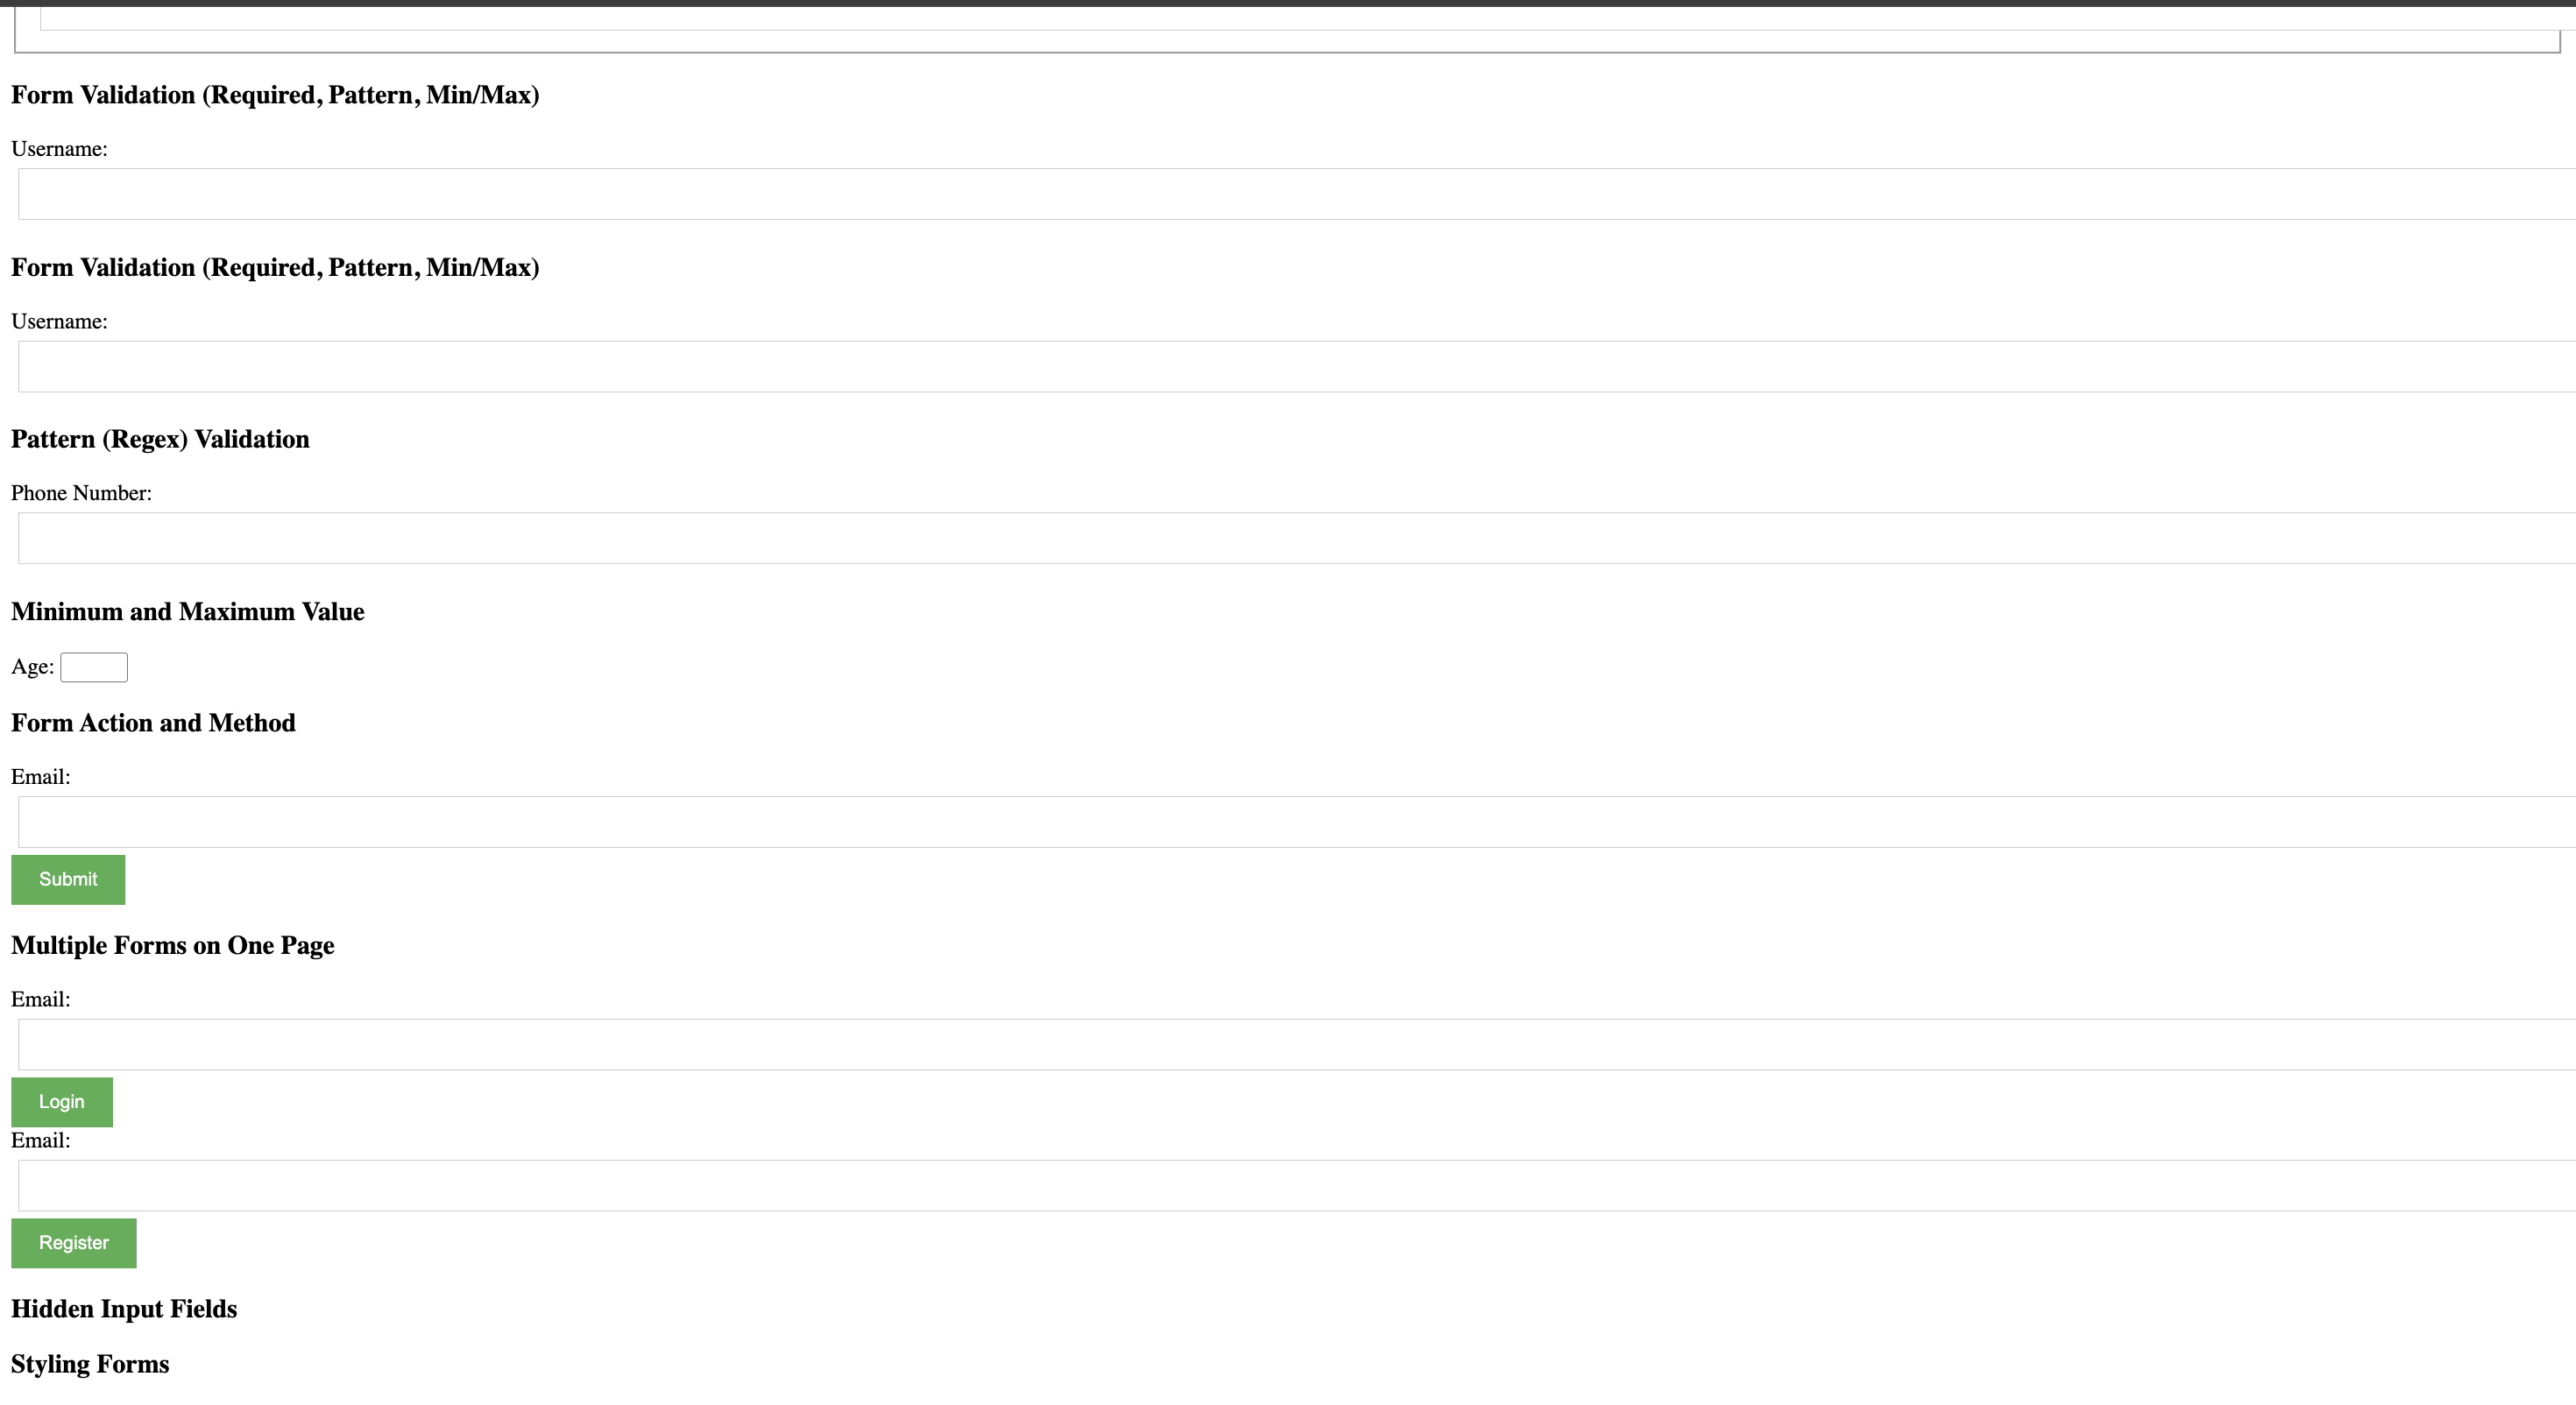 Form Validation (Required, Pattern, Min/Max)
Username:
Form Validation (Required, Pattern, Min/Max)
Username:
Pattern (Regex) Validation
Phone Number:
Minimum and Maximum Value
Age:
Form Action and Method
Email:
Submit
Multiple Forms on One Page
Email:
Login
Email:
Register
Hidden Input Fields
Styling Forms